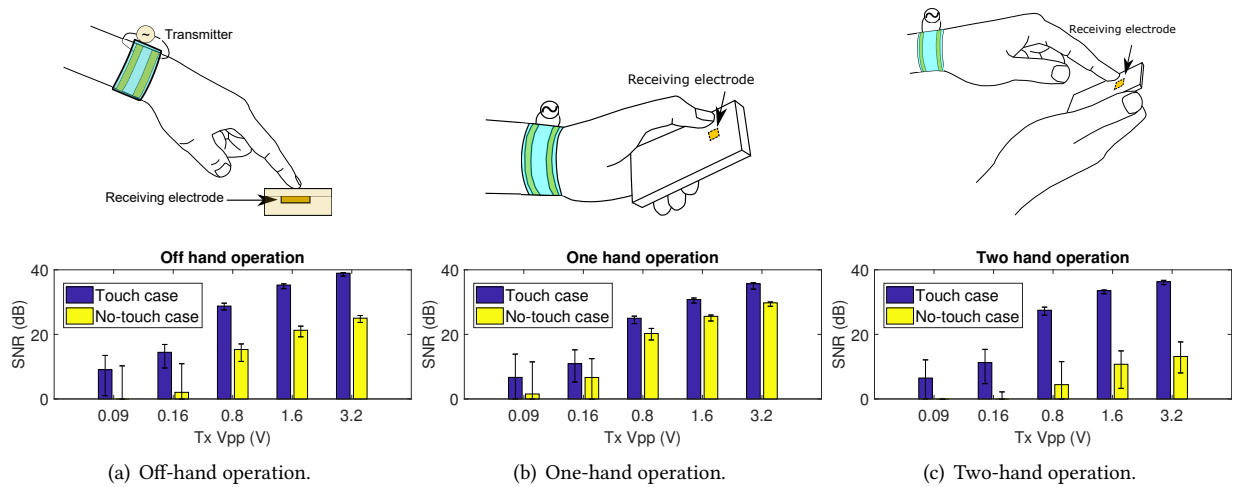 ~ Transmitter
Receiving electrode
Off hand operation
SNR (dB)
40
20
0
Touch case
No-touch case
0.09 0.16 0.8 1.6 3.2
Tx Vpp (V)
(a) Off-hand operation.
~
Receiving electrode
One hand operation
SNR (dB)
40
20
0
Touch case
No-touch case
0.09 0.16 0.8 1.6 3.2
Tx Vpp (V)
(b) One-hand operation.
~
Receiving electrode
Two hand operation
SNR (dB)
40
20
0
Touch case
No-touch case
0.09 0.16 0.8 1.6 3.2
Tx Vpp (V)
(c) Two-hand operation.